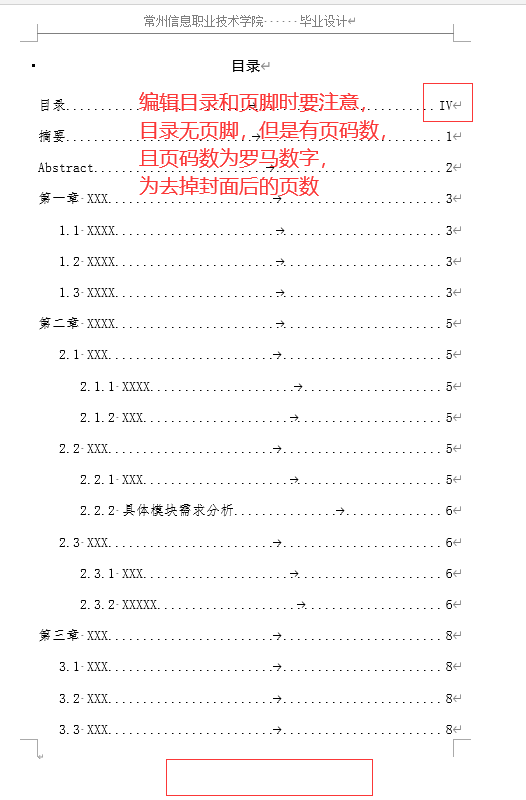 常州信息职业技术学院······毕业设计
目录
目录 IV
编辑目录和页脚时要注意,
摘要 1
目录无页脚，但是有页码数,
Abstract 2
且页码数为罗马数字,
为去掉封面后的页数
第一章 XXX 3
1.1 XXXX 3
1.2 XXXX 3
1.3 XXXX 3
第二章 XXXX 5
2.1 XXX 5
2.1.1 XXXX 5
2.1.2 XXX 5
2.2 XXX 5
2.2.1 XXX 5
2.2.2 具体模块需求分析 6
2.3 XXX 6
2.3.1 XXX 6
2.3.2 XXXXX 6
第三章 XXX 8
3.1 XXX 8
3.2 XXX 8
3.3 XXX 8